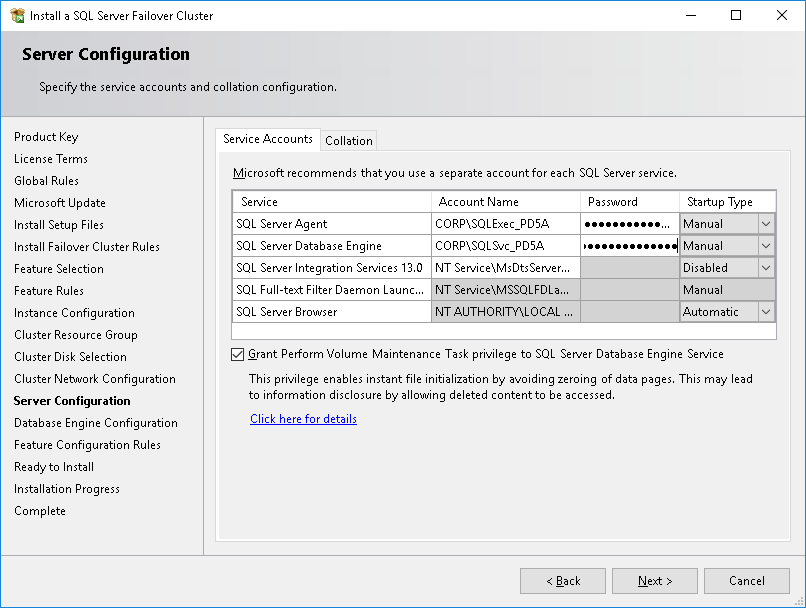 Install a SQL Server Failover Cluster
Server Configuration
Specify the service accounts and collation configuration.
Product Key
License Terms
Global Rules
Microsoft Update
Install Setup Files
Install Failover Cluster Rules
Feature Selection
Feature Rules
Instance Configuration
Cluster Resource Group
Cluster Disk Selection
Cluster Network Configuration
Server Configuration
Database Engine Configuration
Feature Configuration Rules
Ready to Install
Installation Progress
Complete
Service Accounts Collation
Microsoft recommends that you use a separate account for each SQL Server service.
Service Account Name Password Startup Type
SQL Server Agent CORP\SQLExec_PD5A ●●●●●●●●●●●... Manual
SQL Server Database Engine CORP\SQLSvc_PD5A ●●●●●●●●●●●●●● Manual
SQL Server Integration Services 13.0 NT Service\MsDtsServer... Disabled
SQL Full-text Filter Daemon Launc... NT Service\MSSQLFDLa... Manual
SQL Server Browser NT AUTHORITY\LOCAL ... Automatic
Grant Perform Volume Maintenance Task privilege to SQL Server Database Engine Service
This privilege enables instant file initialization by avoiding zeroing of data pages. This may lead
to information disclosure by allowing deleted content to be accessed.
Click here for details
< Back Next > Cancel